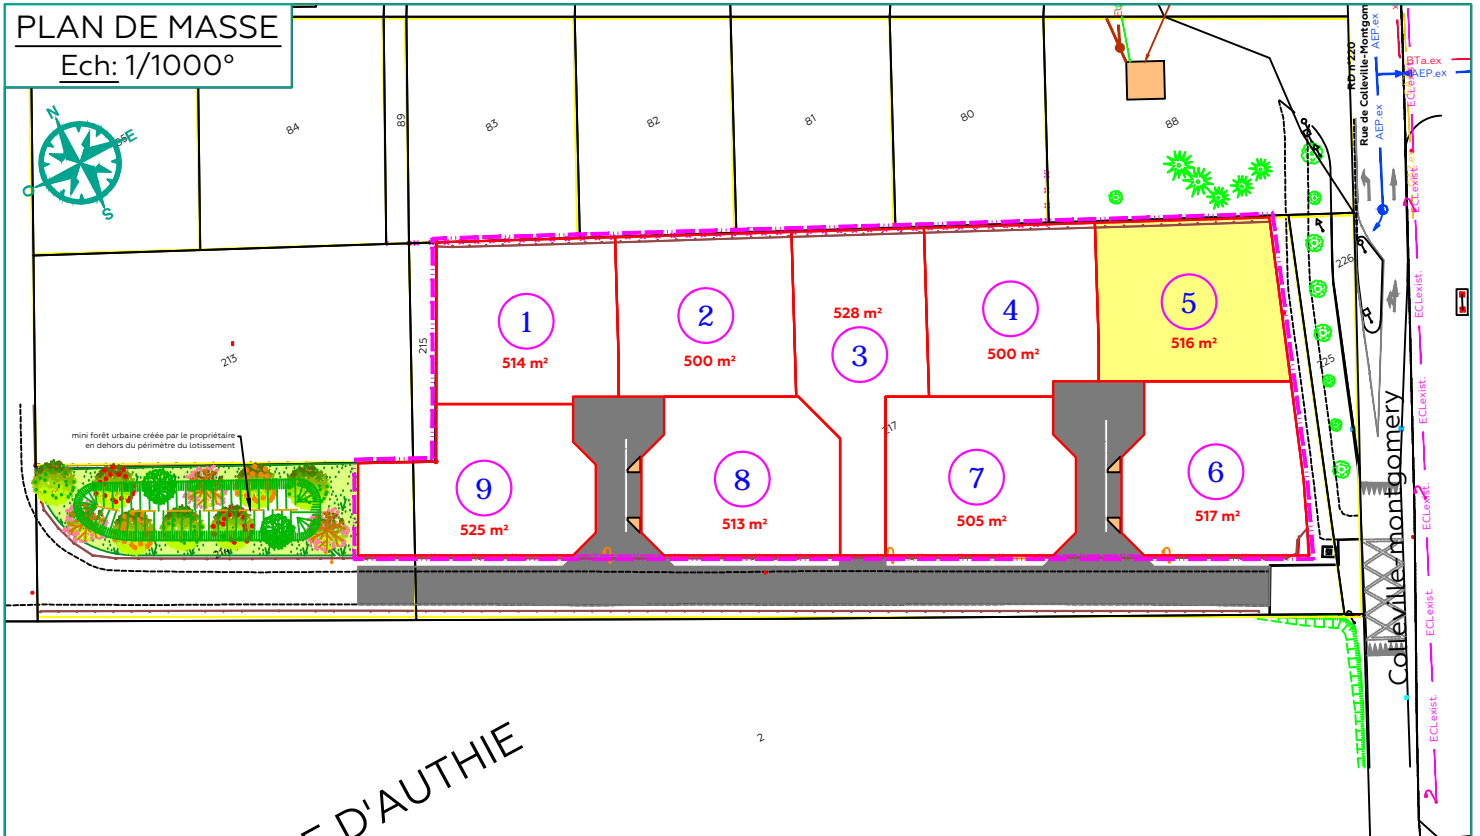 PLAN DE MASSE
Ech: 1/1000°
N
E
O
S
84
89
83
82
81
80
88
RD n°220
Rue de Colleville-Montgom
AEP.ex
BTa.ex
AEP.ex
AEP.ex
ECLexist.
226
225
213
215
217
1
514 m²
2
500 m²
528 m²
3
4
500 m²
5
516 m²
6
517 m²
7
505 m²
8
513 m²
9
525 m²
mini forêt urbaine créée par le propriétaire
en dehors du périmètre du lotissement
ECLexist.
ECLexist.
ECLexist.
ECLexist.
ECLexist.
ECLexist.
Colleville-montgomery
2
D'AUTHIE